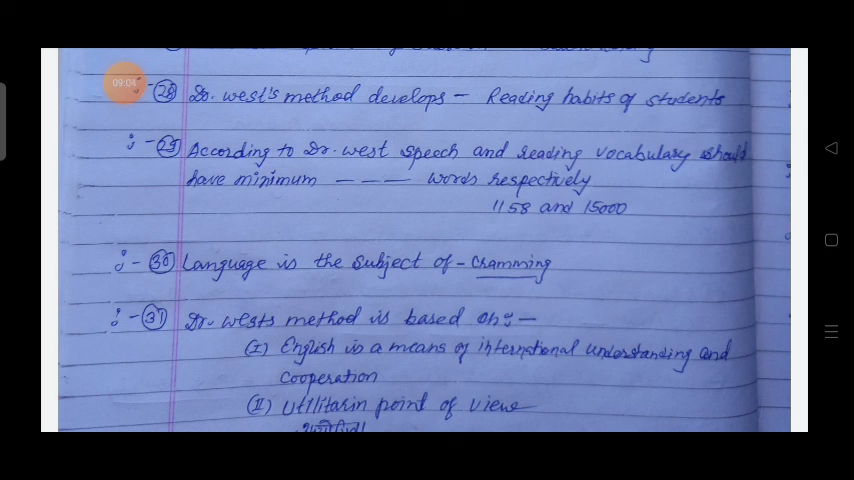 09:04
:-(28) Dr. west's method develops - Reading habits of students
:-(29) According to Dr. west speech and reading vocabulary should
have minimum - - - words respectively
1158 and 15000
:-(30) Language is the subject of - Cramming
:-(31) Dr. wests method is based on :-
(I) English is a means of international understanding and
Cooperation
(II) Utilitarin point of view